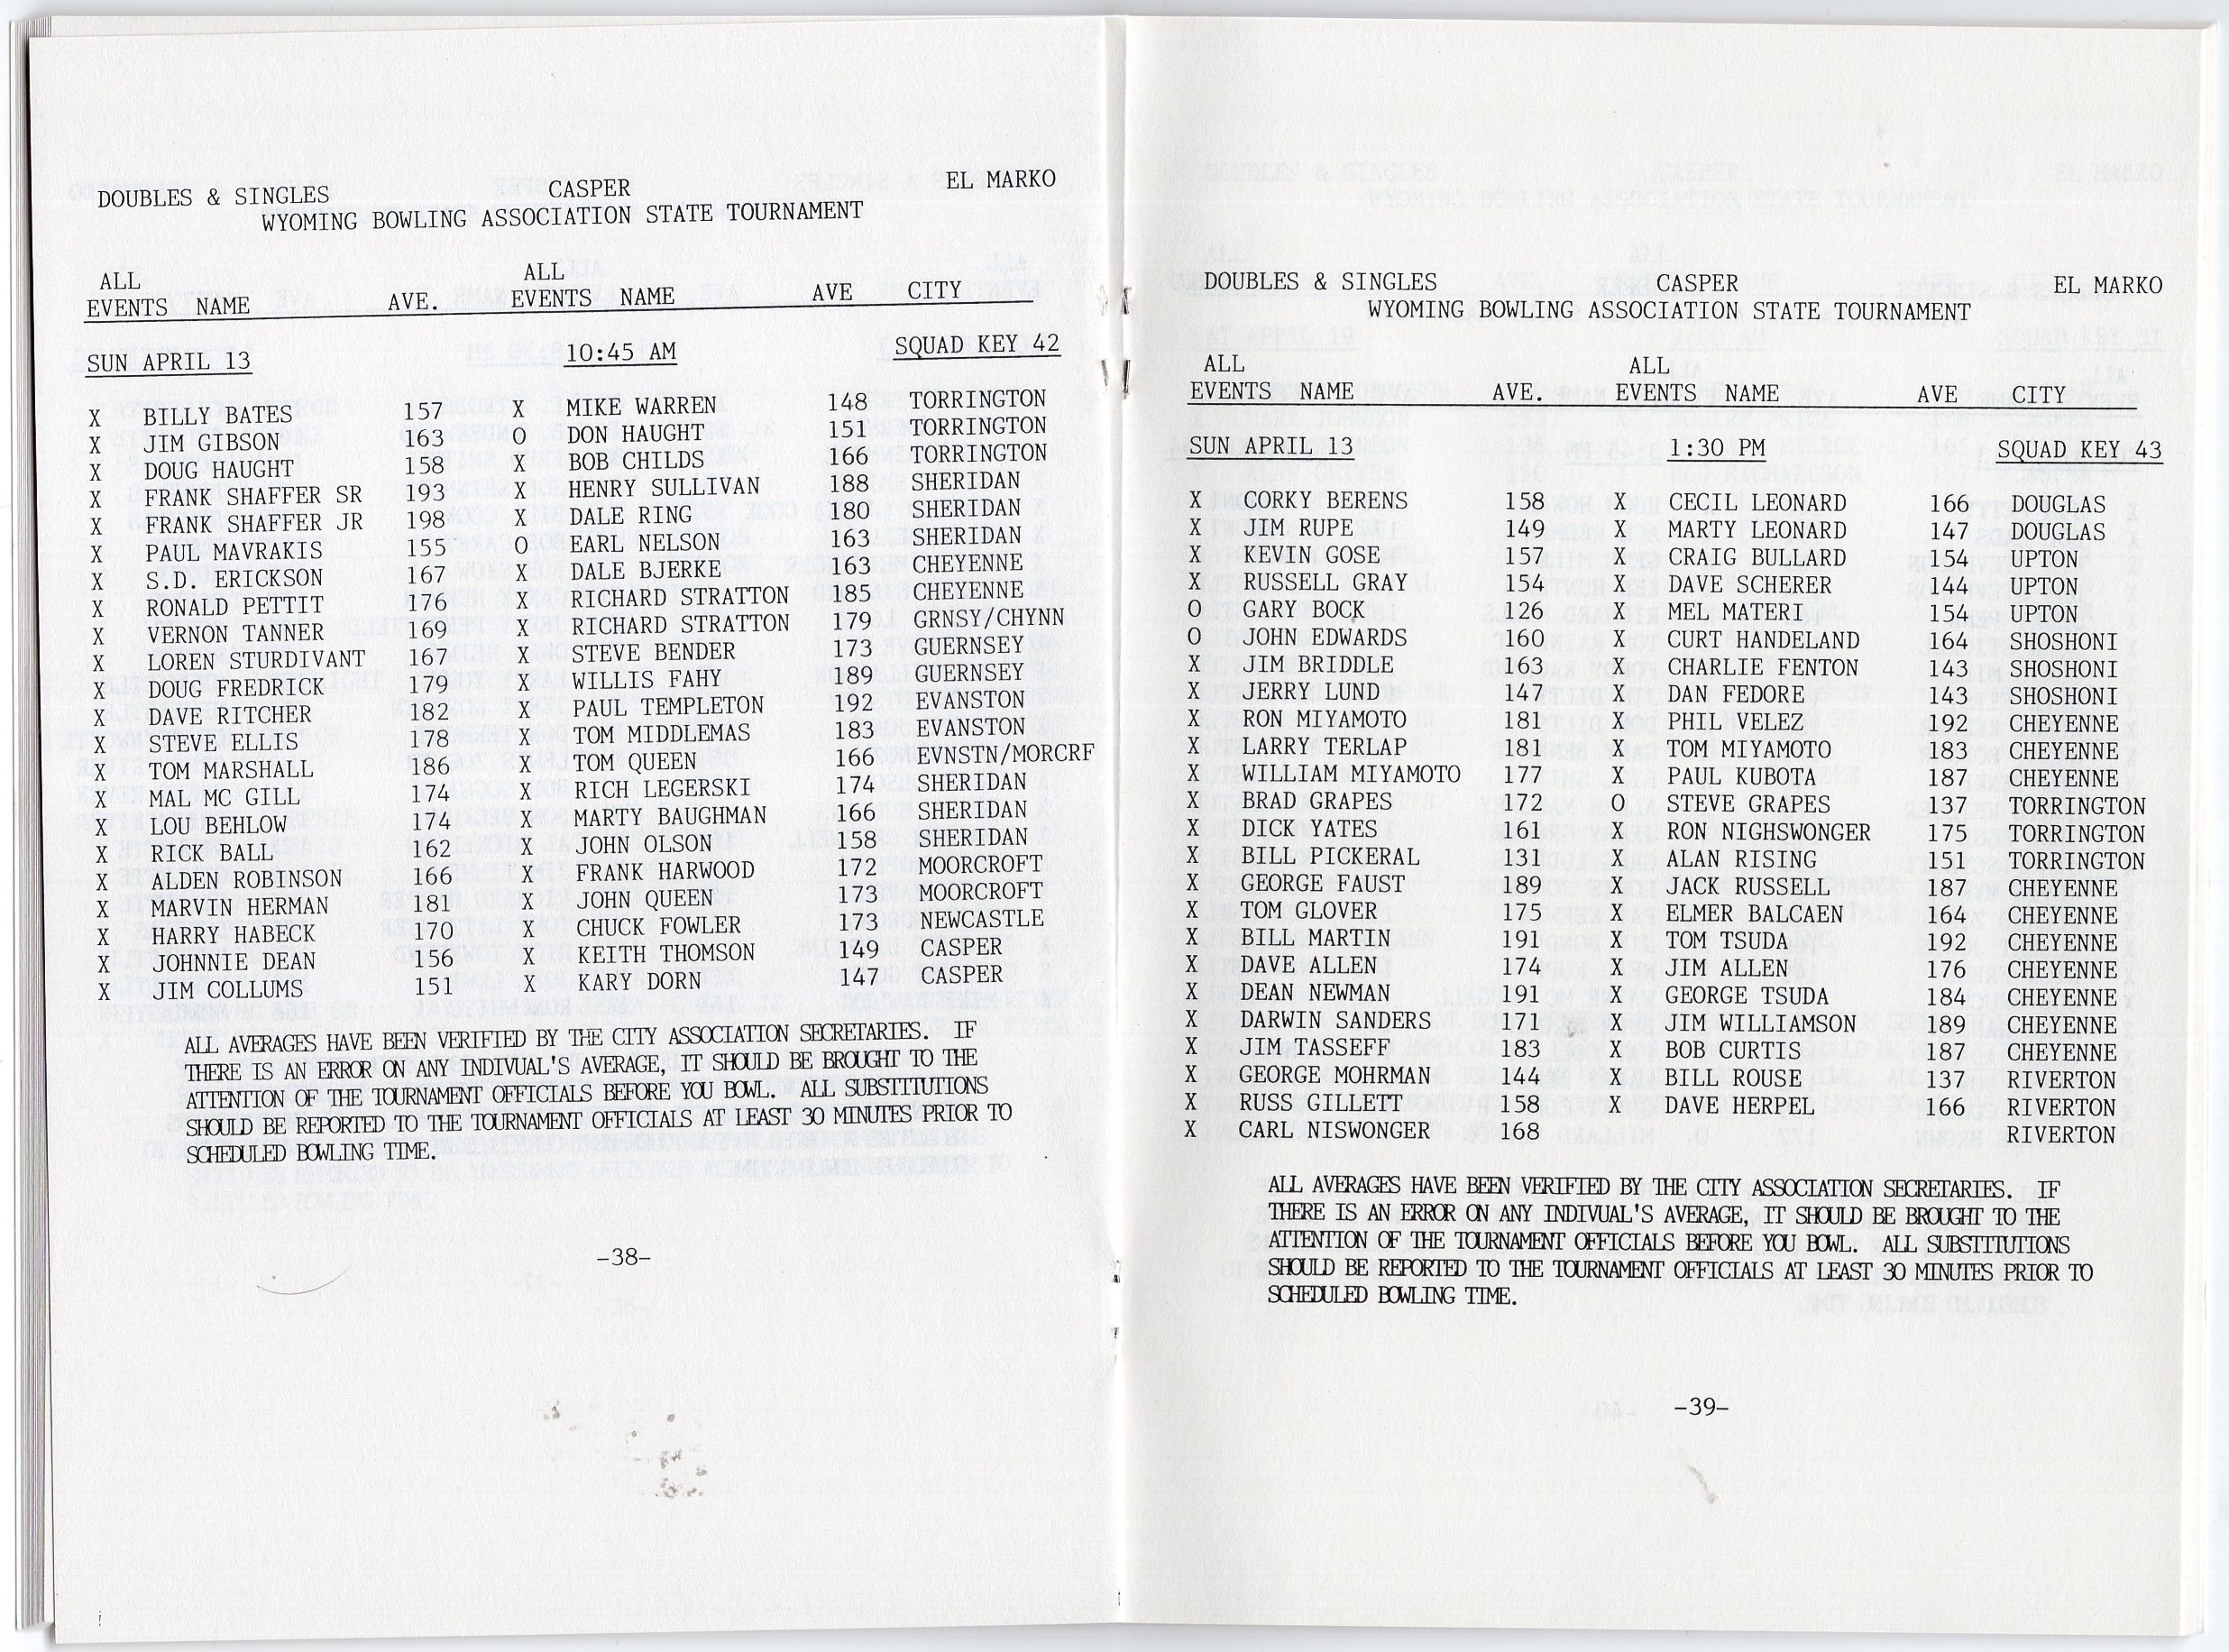 DOUBLES & SINGLES CASPER EL MARKO
WYOMING BOWLING ASSOCIATION STATE TOURNAMENT
ALL ALL
EVENTS NAME AVE. EVENTS NAME AVE CITY
SUN APRIL 13 10:45 AM SQUAD KEY 42
X BILLY BATES 157 X MIKE WARREN 148 TORRINGTON
X JIM GIBSON 163 O DON HAUGHT 151 TORRINGTON
X DOUG HAUGHT 158 X BOB CHILDS 166 TORRINGTON
X FRANK SHAFFER SR 193 X HENRY SULLIVAN 188 SHERIDAN
X FRANK SHAFFER JR 198 X DALE RING 180 SHERIDAN
X PAUL MAVRAKIS 155 O EARL NELSON 163 SHERIDAN
X S.D. ERICKSON 167 X DALE BJERKE 163 CHEYENNE
X RONALD PETTIT 176 X RICHARD STRATTON 185 CHEYENNE
X VERNON TANNER 169 X RICHARD STRATTON 179 GRNSY/CHYNN
X LOREN STURDIVANT 167 X STEVE BENDER 173 GUERNSEY
X DOUG FREDRICK 179 X WILLIS FAHY 189 GUERNSEY
X DAVE RITCHER 182 X PAUL TEMPLETON 192 EVANSTON
X STEVE ELLIS 178 X TOM MIDDLEMAS 183 EVANSTON
X TOM MARSHALL 186 X TOM QUEEN 166 EVNSTN/MORCRF
X MAL MC GILL 174 X RICH LEGERSKI 174 SHERIDAN
X LOU BEHLOW 174 X MARTY BAUGHMAN 166 SHERIDAN
X RICK BALL 162 X JOHN OLSON 158 SHERIDAN
X ALDEN ROBINSON 166 X FRANK HARWOOD 172 MOORCROFT
X MARVIN HERMAN 181 X JOHN QUEEN 173 MOORCROFT
X HARRY HABECK 170 X CHUCK FOWLER 173 NEWCASTLE
X JOHNNIE DEAN 156 X KEITH THOMSON 149 CASPER
X JIM COLLUMS 151 X KARY DORN 147 CASPER
ALL AVERAGES HAVE BEEN VERIFIED BY THE CITY ASSOCIATION SECRETARIES. IF
THERE IS AN ERROR ON ANY INDIVUAL'S AVERAGE, IT SHOULD BE BROUGHT TO THE
ATTENTION OF THE TOURNAMENT OFFICIALS BEFORE YOU BOWL. ALL SUBSTITUTIONS
SHOULD BE REPORTED TO THE TOURNAMENT OFFICIALS AT LEAST 30 MINUTES PRIOR TO
SCHEDULED BOWLING TIME.
-38-
DOUBLES & SINGLES CASPER EL MARKO
WYOMING BOWLING ASSOCIATION STATE TOURNAMENT
ALL ALL
EVENTS NAME AVE. EVENTS NAME AVE CITY
SUN APRIL 13 1:30 PM SQUAD KEY 43
X CORKY BERENS 158 X CECIL LEONARD 166 DOUGLAS
X JIM RUPE 149 X MARTY LEONARD 147 DOUGLAS
X KEVIN GOSE 157 X CRAIG BULLARD 154 UPTON
X RUSSELL GRAY 154 X DAVE SCHERER 144 UPTON
O GARY BOCK 126 X MEL MATERI 154 UPTON
O JOHN EDWARDS 160 X CURT HANDELAND 164 SHOSHONI
X JIM BRIDDLE 163 X CHARLIE FENTON 143 SHOSHONI
X JERRY LUND 147 X DAN FEDORE 143 SHOSHONI
X RON MIYAMOTO 181 X PHIL VELEZ 192 CHEYENNE
X LARRY TERLAP 181 X TOM MIYAMOTO 183 CHEYENNE
X WILLIAM MIYAMOTO 177 X PAUL KUBOTA 187 CHEYENNE
X BRAD GRAPES 172 O STEVE GRAPES 137 TORRINGTON
X DICK YATES 161 X RON NIGHSWONGER 175 TORRINGTON
X BILL PICKERAL 131 X ALAN RISING 151 TORRINGTON
X GEORGE FAUST 189 X JACK RUSSELL 187 CHEYENNE
X TOM GLOVER 175 X ELMER BALCAEN 164 CHEYENNE
X BILL MARTIN 191 X TOM TSUDA 192 CHEYENNE
X DAVE ALLEN 174 X JIM ALLEN 176 CHEYENNE
X DEAN NEWMAN 191 X GEORGE TSUDA 184 CHEYENNE
X DARWIN SANDERS 171 X JIM WILLIAMSON 189 CHEYENNE
X JIM TASSEFF 183 X BOB CURTIS 187 CHEYENNE
X GEORGE MOHRMAN 144 X BILL ROUSE 137 RIVERTON
X RUSS GILLETT 158 X DAVE HERPEL 166 RIVERTON
X CARL NISWONGER 168 RIVERTON
ALL AVERAGES HAVE BEEN VERIFIED BY THE CITY ASSOCIATION SECRETARIES. IF
THERE IS AN ERROR ON ANY INDIVUAL'S AVERAGE, IT SHOULD BE BROUGHT TO THE
ATTENTION OF THE TOURNAMENT OFFICIALS BEFORE YOU BOWL. ALL SUBSTITUTIONS
SHOULD BE REPORTED TO THE TOURNAMENT OFFICIALS AT LEAST 30 MINUTES PRIOR TO
SCHEDULED BOWLING TIME.
-39-